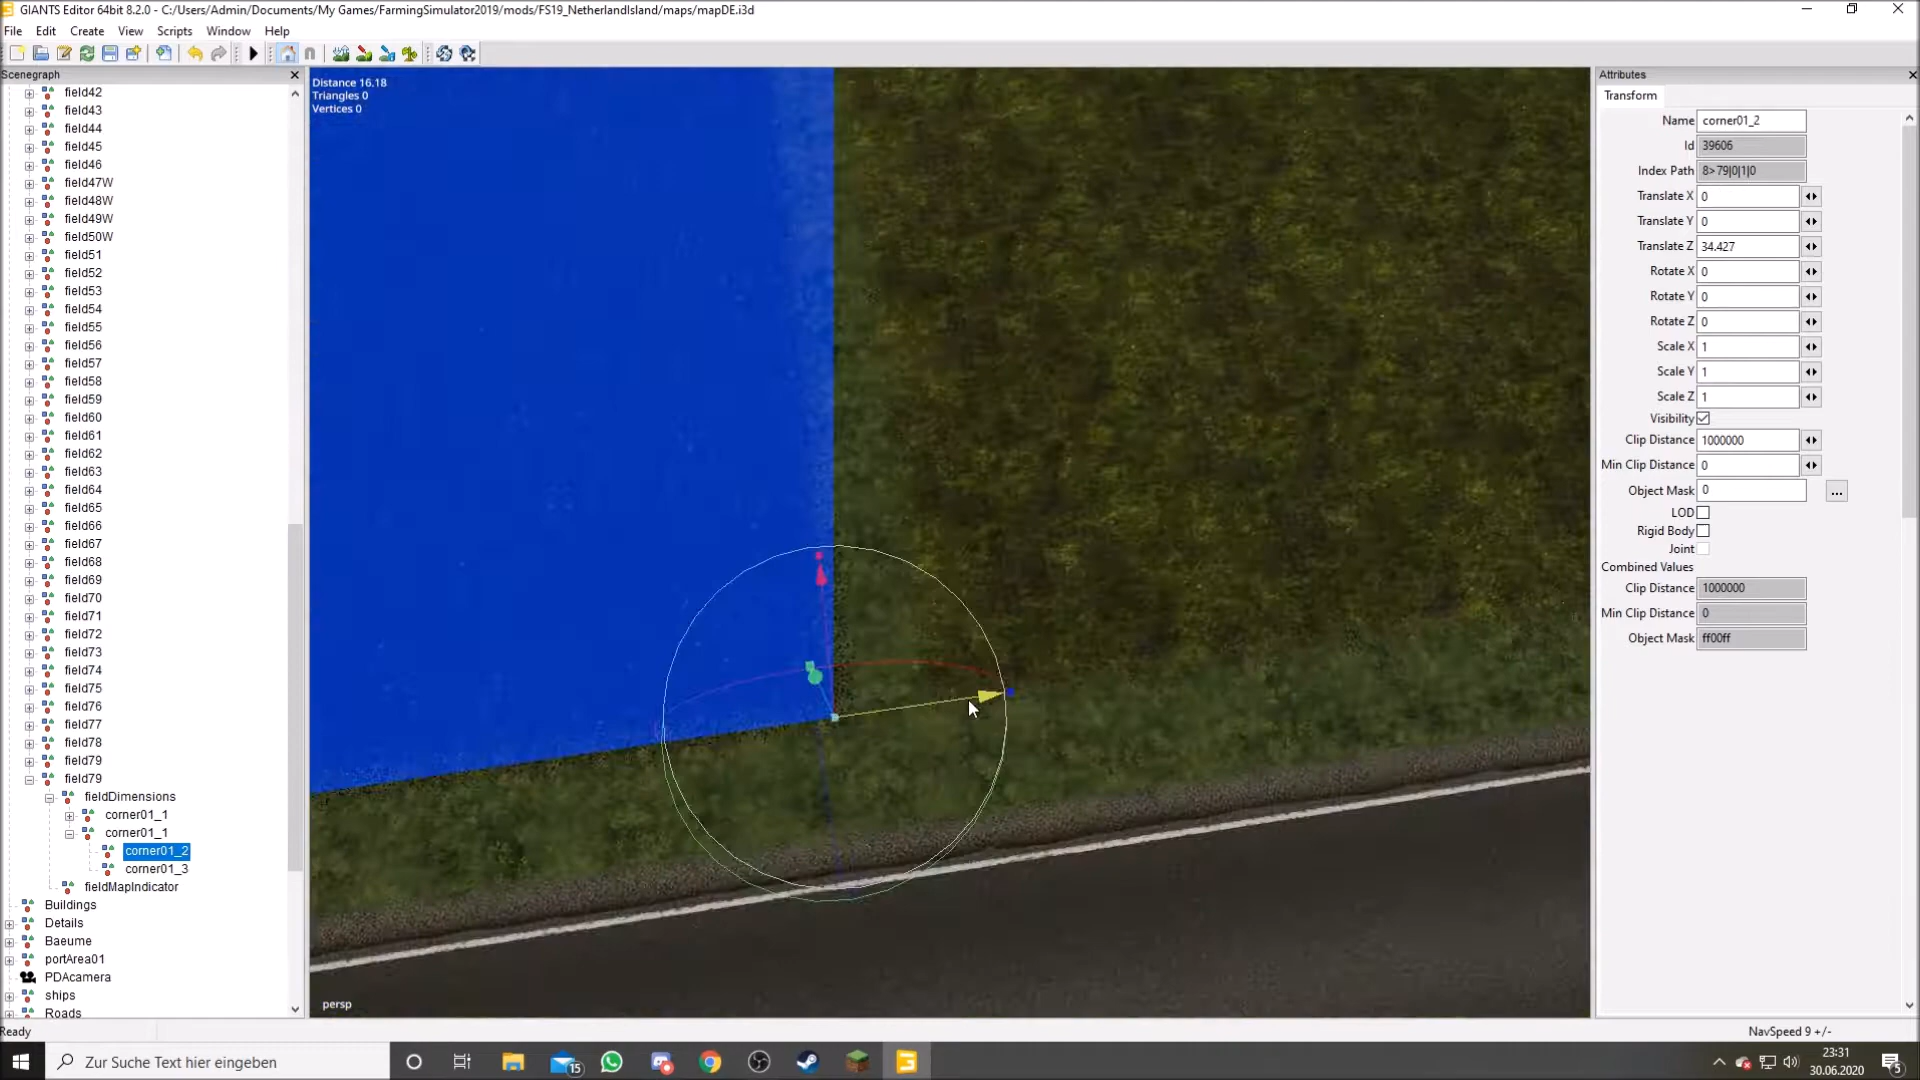 GIANTS Editor 64bit 8.2.0 - C:/Users/Admin/Documents/My Games/FarmingSimulator2019/mods/FS19_NetherlandIsland/maps/mapDE.i3d
File Edit Create View Scripts Window Help
Scenegraph
field42
field43
field44
field45
field46
field47W
field48W
field49W
field50W
field51
field52
field53
field54
field55
field56
field57
field58
field59
field60
field61
field62
field63
field64
field65
field66
field67
field68
field69
field70
field71
field72
field73
field74
field75
field76
field77
field78
field79
field79
fieldDimensions
corner01_1
corner01_1
corner01_2
corner01_3
fieldMapIndicator
Buildings
Details
Baeume
portArea01
PDAcamera
ships
Roads
Distance 16.18
Triangles 0
Vertices 0
persp
Attributes
Transform
Name corner01_2
Id 39606
Index Path 8>79|0|1|0
Translate X 0
Translate Y 0
Translate Z 34.427
Rotate X 0
Rotate Y 0
Rotate Z 0
Scale X 1
Scale Y 1
Scale Z 1
Visibility
Clip Distance 1000000
Min Clip Distance 0
Object Mask 0 ...
LOD
Rigid Body
Joint
Combined Values
Clip Distance 1000000
Min Clip Distance 0
Object Mask ff00ff
Ready
NavSpeed 9 +/-
Zur Suche Text hier eingeben
15
23:31
30.06.2020
5